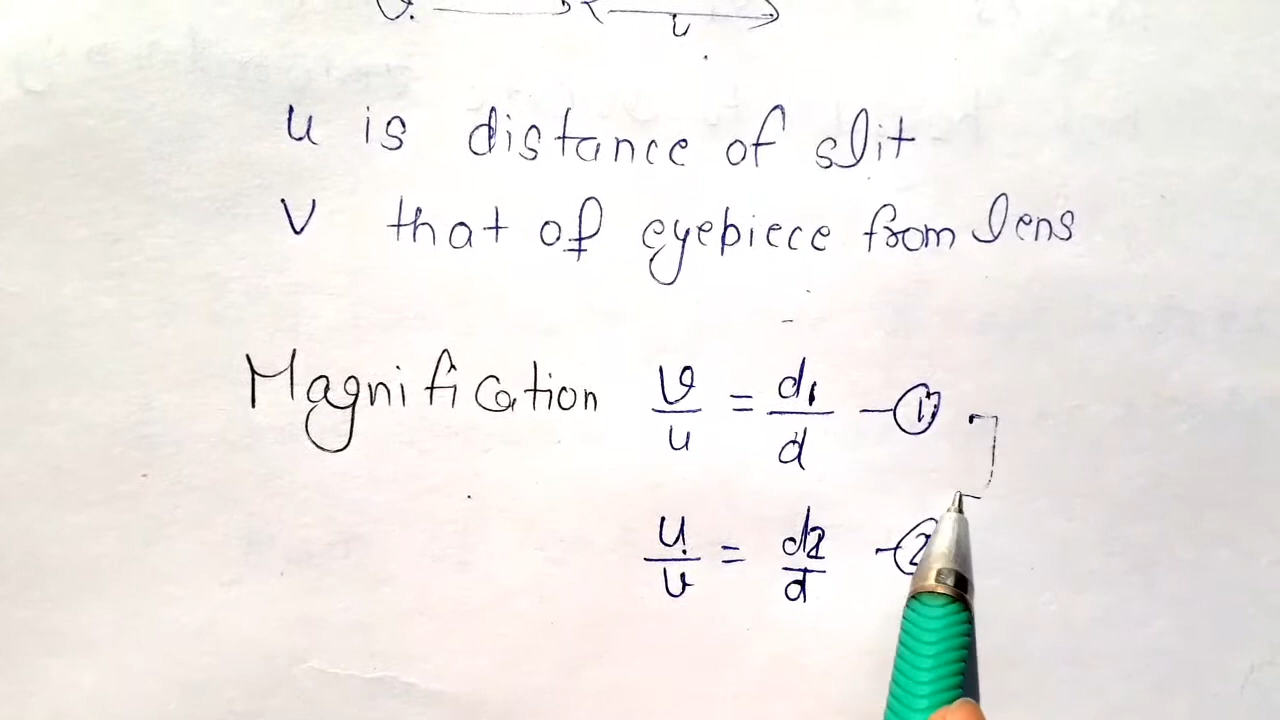 v. u
u is distance of slit
V that of eyepiece from lens
Magnification v/u = d1/d - 1
u/v = d2/d - 2